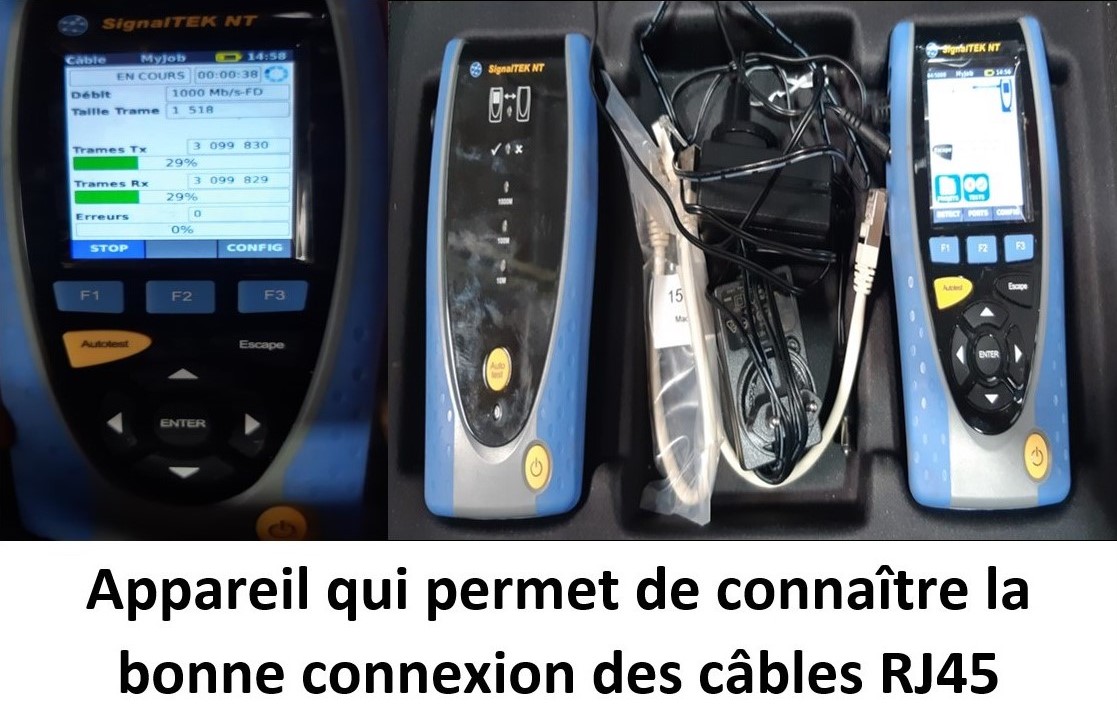 SignalTEK NT
Câble MyJob 14:58
EN COURS 00:00:38
Débit 1000 Mb/s-FD
Taille Trame 1 518
Trames Tx 3 099 830
29%
Trames Rx 3 099 829
29%
Erreurs 0
0%
STOP CONFIG
F1 F2 F3
Autotest Escape
ENTER
SignalTEK NT
1000M
100M
10M
Auto
test
15
Mac
SignalTEK NT
MyJob 14:56
Escape
PROJETS TESTS
DETECT PORTS CONFIG
F1 F2 F3
Autotest Escape
ENTER
Appareil qui permet de connaître la
bonne connexion des câbles RJ45